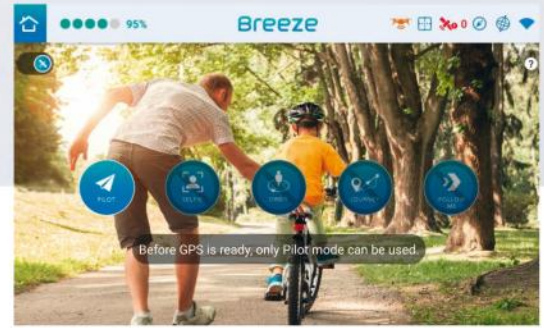 95%
Breeze
0
?
PILOT
SELFIE
ORBIT
JOURNEY
FOLLOW
ME
Before GPS is ready, only Pilot mode can be used.